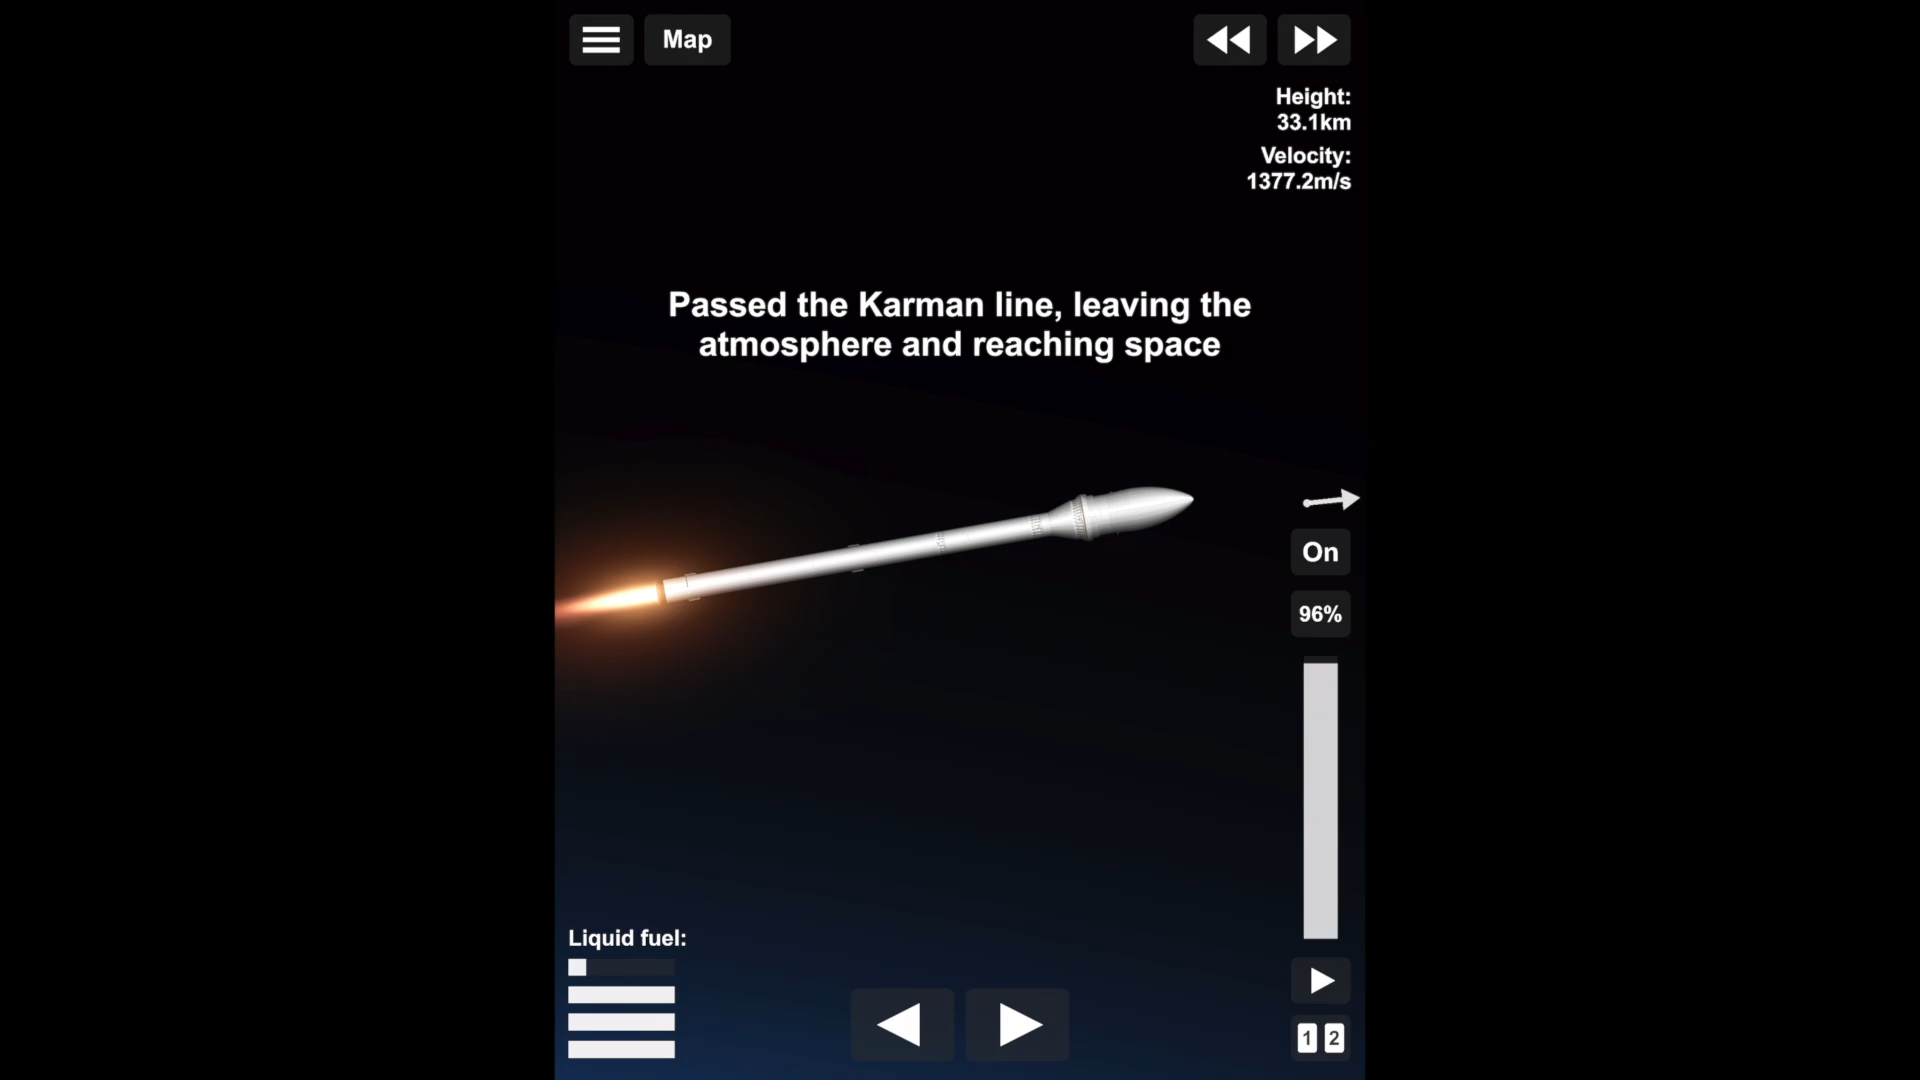 Map
Height:
33.1km
Velocity:
1377.2m/s
Passed the Karman line, leaving the
atmosphere and reaching space
On
96%
Liquid fuel:
1 2